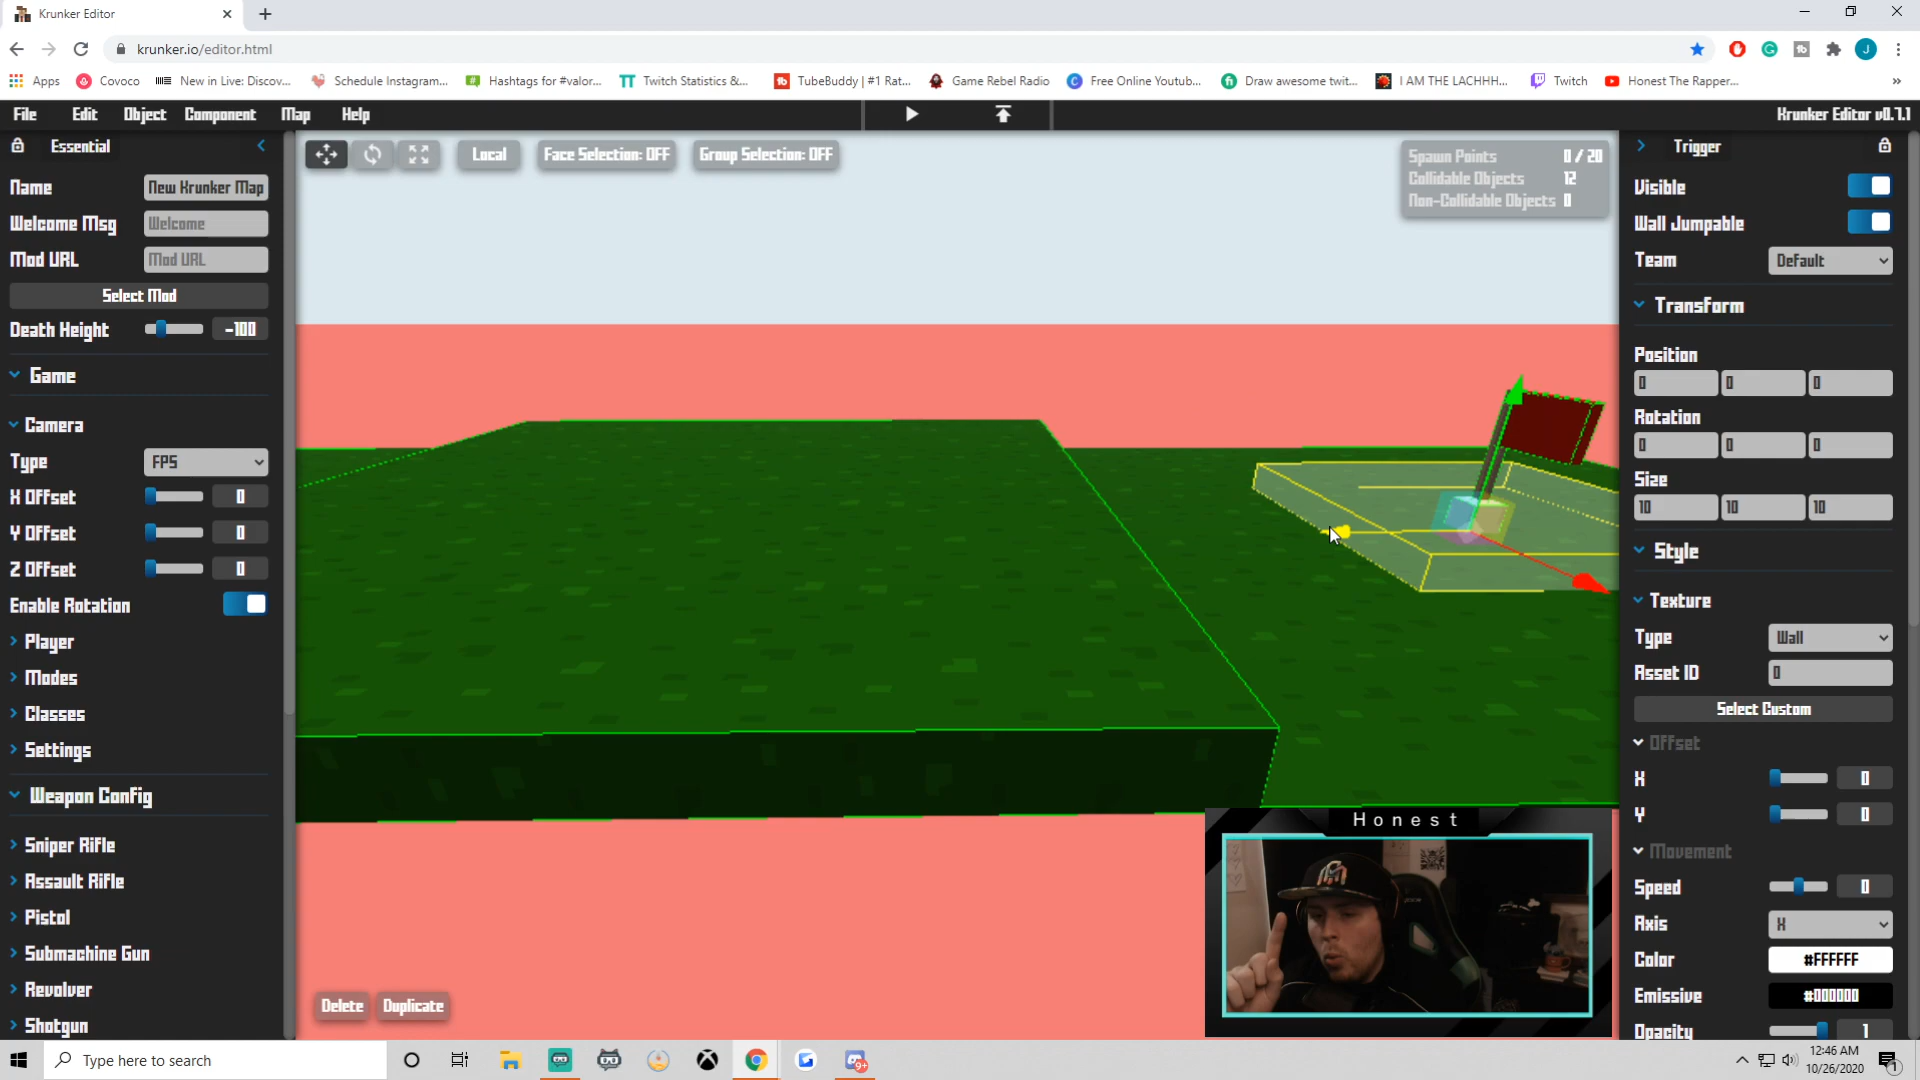 Krunker Editor
krunker.io/editor.html
Apps Covoco New in Live: Discov... Schedule Instagram... Hashtags for #valor... Twitch Statistics &... TubeBuddy | #1 Rat... Game Rebel Radio Free Online Youtub... Draw awesome twit... I AM THE LACHHH... Twitch Honest The Rapper... »
File Edit Object Component Map Help Krunker Editor v0.7.1
Essential
Name New Krunker Map
Welcome Msg Welcome
Mod URL Mod URL
Select Mod
Death Height -100
Game
Camera
Type FPS
X Offset 0
Y Offset 0
Z Offset 0
Enable Rotation
Player
Modes
Classes
Settings
Weapon Config
Sniper Rifle
Assault Rifle
Pistol
Submachine Gun
Revolver
Shotgun
Local Face Selection: OFF Group Selection: OFF
Spawn Points 0 / 20
Collidable Objects 12
Non-Collidable Objects 0
Delete Duplicate
Honest
Trigger
Visible
Wall Jumpable
Team Default
Transform
Position
0 0 0
Rotation
0 0 0
Size
10 10 10
Style
Texture
Type Wall
Asset ID 0
Select Custom
Offset
X 0
Y 0
Movement
Speed 0
Axis X
Color #FFFFFF
Emissive #000000
Opacity 1
Type here to search
9+
12:46 AM
10/26/2020
1